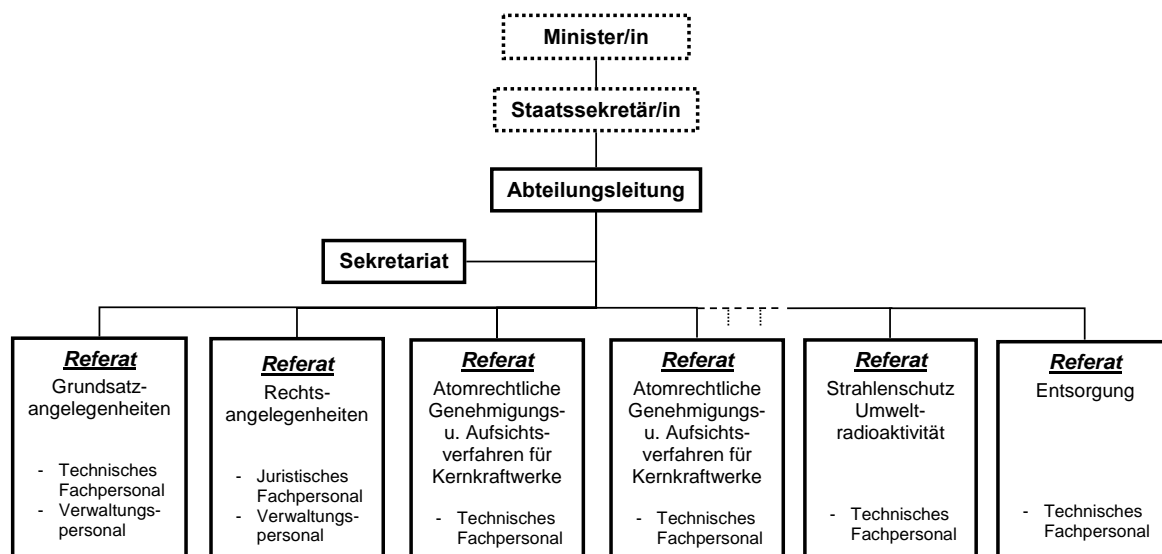 Minister/in
Staatssekretär/in
Abteilungsleitung
Sekretariat
Referat
Grundsatz-
angelegenheiten
- Technisches
Fachpersonal
- Verwaltungs-
personal
Referat
Rechts-
angelegenheiten
- Juristisches
Fachpersonal
- Verwaltungs-
personal
Referat
Atomrechtliche
Genehmigungs-
u. Aufsichts-
verfahren für
Kernkraftwerke
- Technisches
Fachpersonal
Referat
Atomrechtliche
Genehmigungs-
u. Aufsichts-
verfahren für
Kernkraftwerke
- Technisches
Fachpersonal
Referat
Strahlenschutz
Umwelt-
radioaktivität
- Technisches
Fachpersonal
Referat
Entsorgung
- Technisches
Fachpersonal